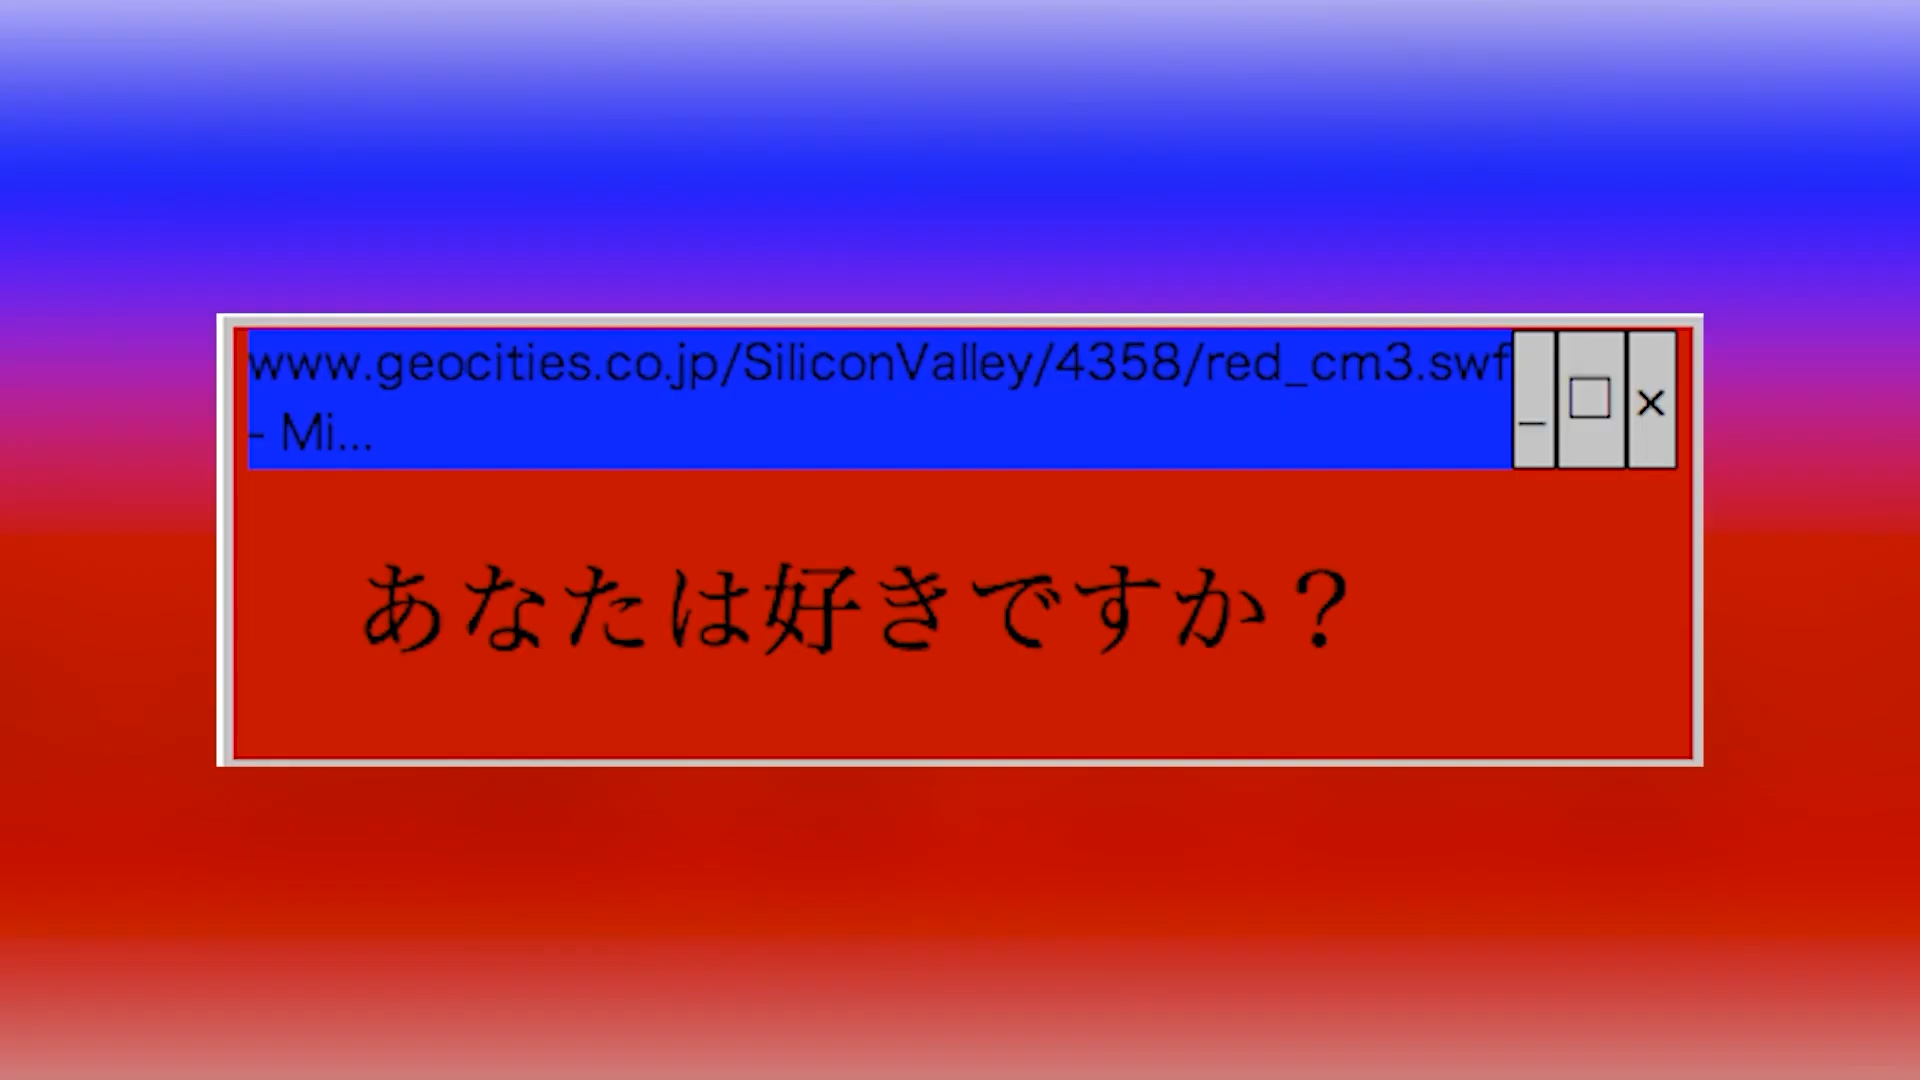 www.geocities.co.jp/SiliconValley/4358/red_cm3.swf
- Mi...
あなたは好きですか？